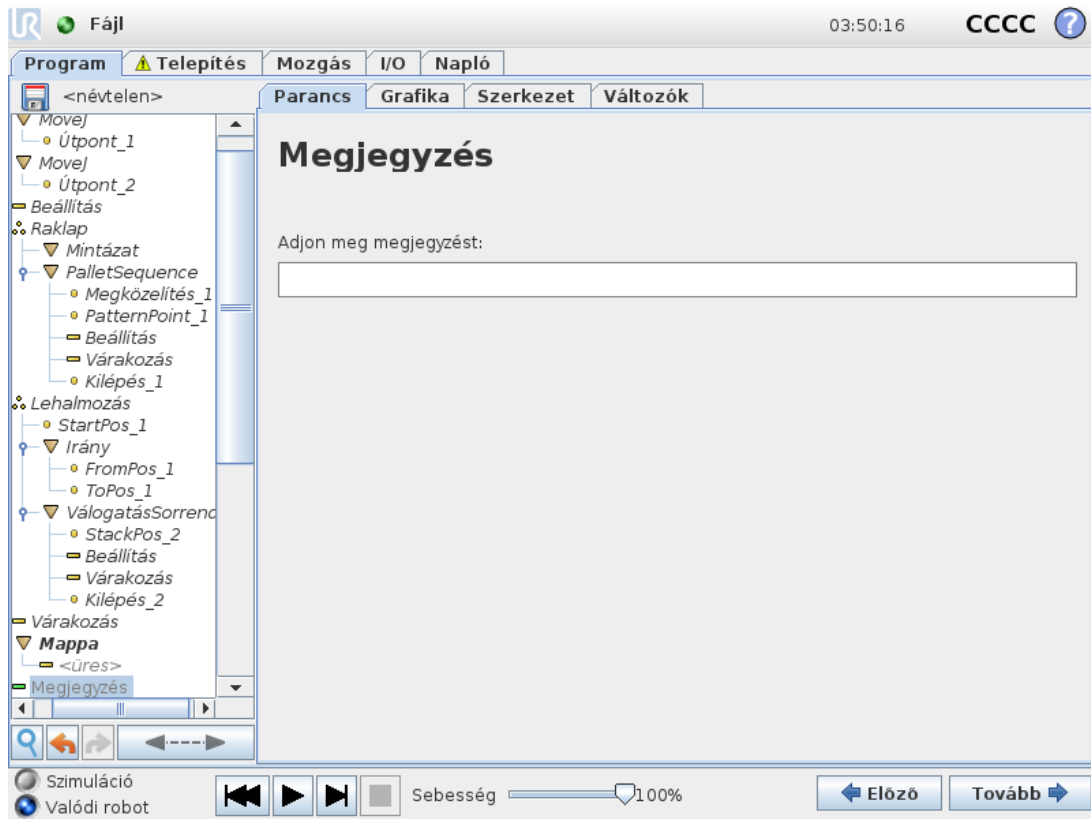 UR Fájl 03:50:16 CCCC ?
Program Telepítés Mozgás I/O Napló
<névtelen> Parancs Grafika Szerkezet Változók
MoveJ
Útpont_1
MoveJ
Útpont_2
Beállítás
Raklap
Mintázat
PalletSequence
Megközelítés_1
PatternPoint_1
Beállítás
Várakozás
Kilépés_1
Lehalmozás
StartPos_1
Irány
FromPos_1
ToPos_1
VálogatásSorrend
StackPos_2
Beállítás
Várakozás
Kilépés_2
Várakozás
Mappa
<üres>
Megjegyzés
Megjegyzés
Adjon meg megjegyzést:
Szimuláció
Valódi robot
Sebesség 100% Előző Tovább